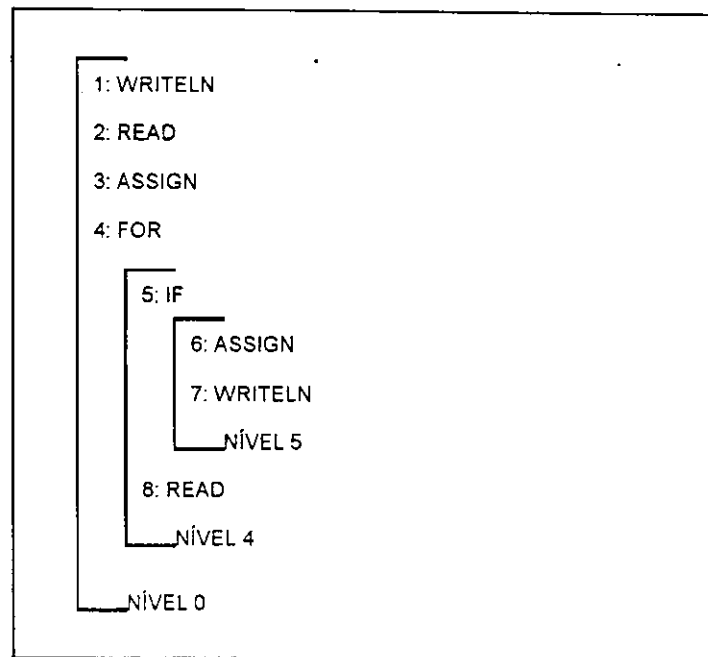 1: WRITELN
2: READ
3: ASSIGN
4: FOR
5: IF
6: ASSIGN
7: WRITELN
NÍVEL 5
8: READ
NÍVEL 4
NÍVEL 0